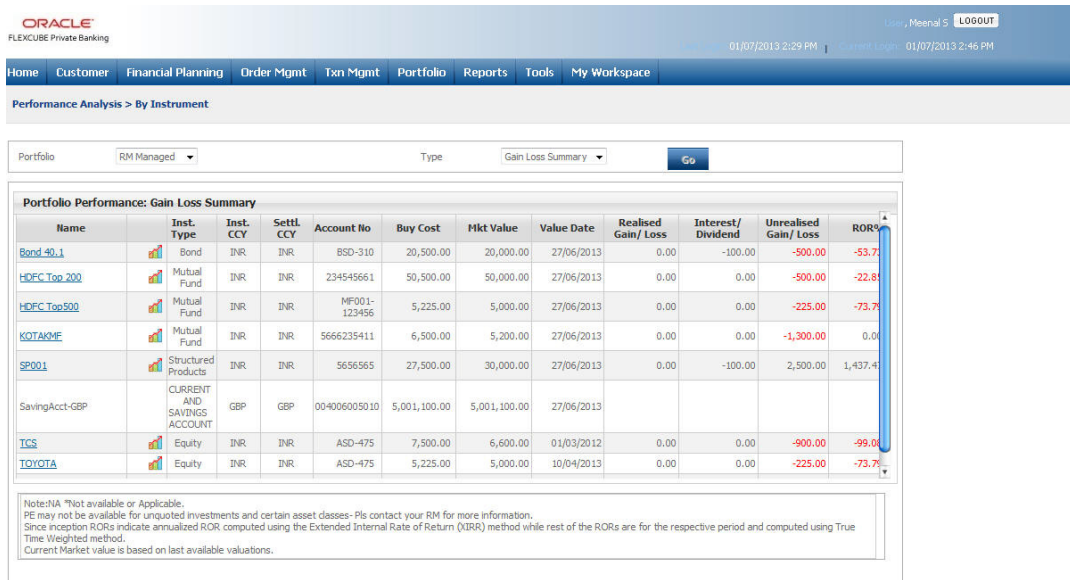 ORACLE
FLEXCUBE Private Banking
User, Meenal S LOGOUT
01/07/2013 2:29 PM | Current Login 01/07/2013 2:46 PM
Home Customer Financial Planning Order Mgmt Txn Mgmt Portfolio Reports Tools My Workspace
Performance Analysis > By Instrument
Portfolio RM Managed Type Gain Loss Summary Go
Portfolio Performance: Gain Loss Summary
Name Inst. Type Inst. CCY Settl. CCY Account No Buy Cost Mkt Value Value Date Realised Gain/ Loss Interest/ Dividend Unrealised Gain/ Loss ROR%
Bond 40.1 Bond INR INR BSD-310 20,500.00 20,000.00 27/06/2013 0.00 -100.00 -500.00
HDFC Top 200 Mutual Fund INR INR 234545661 50,500.00 50,000.00 27/06/2013 0.00 0.00 -500.00
HDFC Top500 Mutual Fund INR INR MF001-123456 5,225.00 5,000.00 27/06/2013 0.00 0.00 -225.00
KOTAKMF Mutual Fund INR INR 5666235411 6,500.00 5,200.00 27/06/2013 0.00 0.00 -1,300.00
SP001 Structured Products INR INR 5656565 27,500.00 30,000.00 27/06/2013 0.00 -100.00 2,500.00
SavingAcct-GBP CURRENT AND SAVINGS ACCOUNT GBP GBP 004006005010 5,001,100.00 5,001,100.00 27/06/2013
TCS Equity INR INR ASD-475 7,500.00 6,600.00 01/03/2012 0.00 0.00 -900.00
TOYOTA Equity INR INR ASD-475 5,225.00 5,000.00 10/04/2013 0.00 0.00 -225.00
Note:NA *Not available or Applicable.
PE may not be available for unquoted investments and certain asset classes- Pls contact your RM for more information.
Since inception RORs indicate annualized ROR computed using the Extended Internal Rate of Return (XIRR) method while rest of the RORs are for the respective period and computed using True
Time Weighted method.
Current Market value is based on last available valuations.